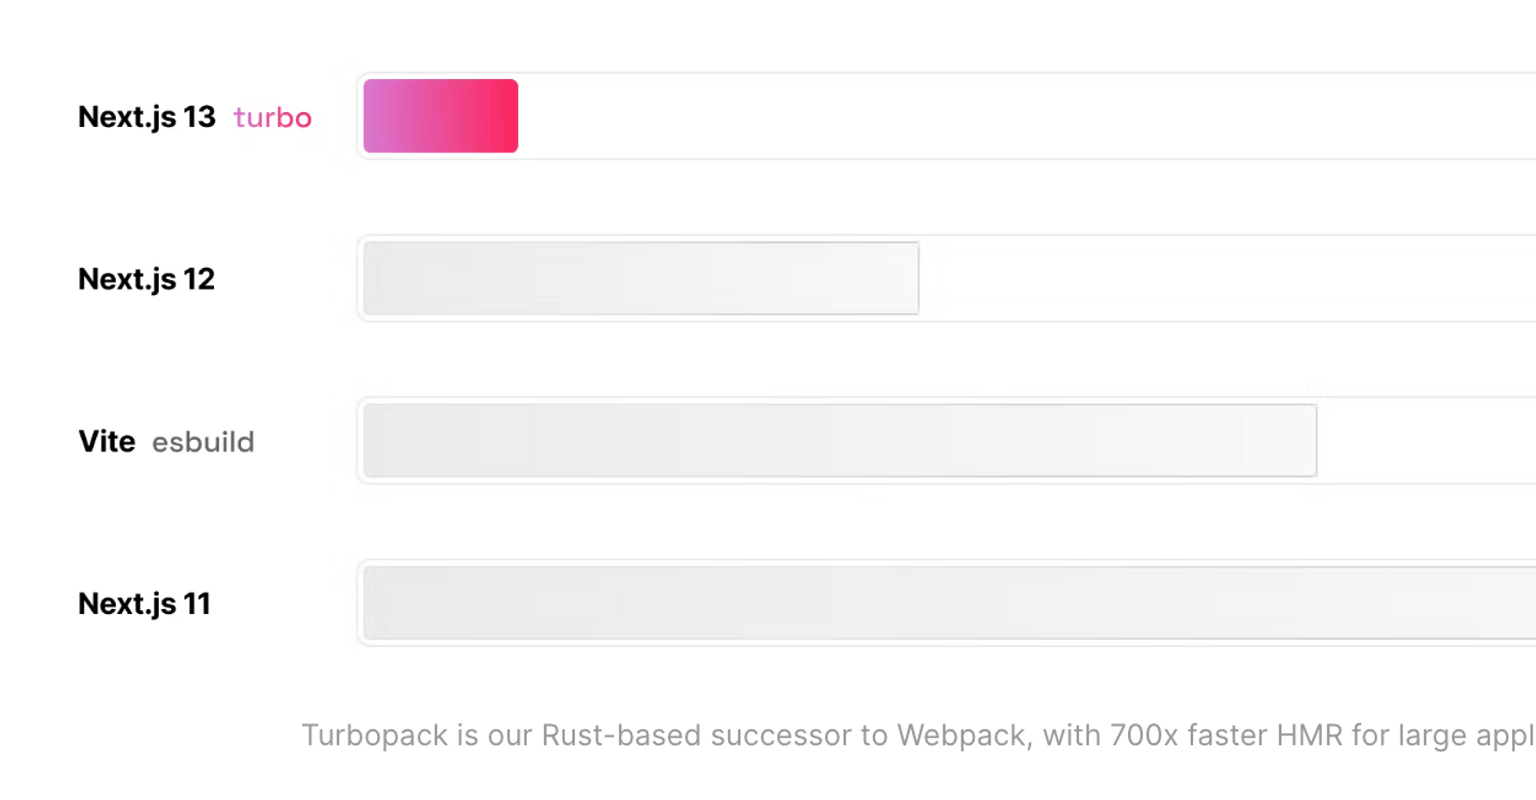 Next.js 13 turbo
Next.js 12
Vite esbuild
Next.js 11
Turbopack is our Rust-based successor to Webpack, with 700x faster HMR for large appl